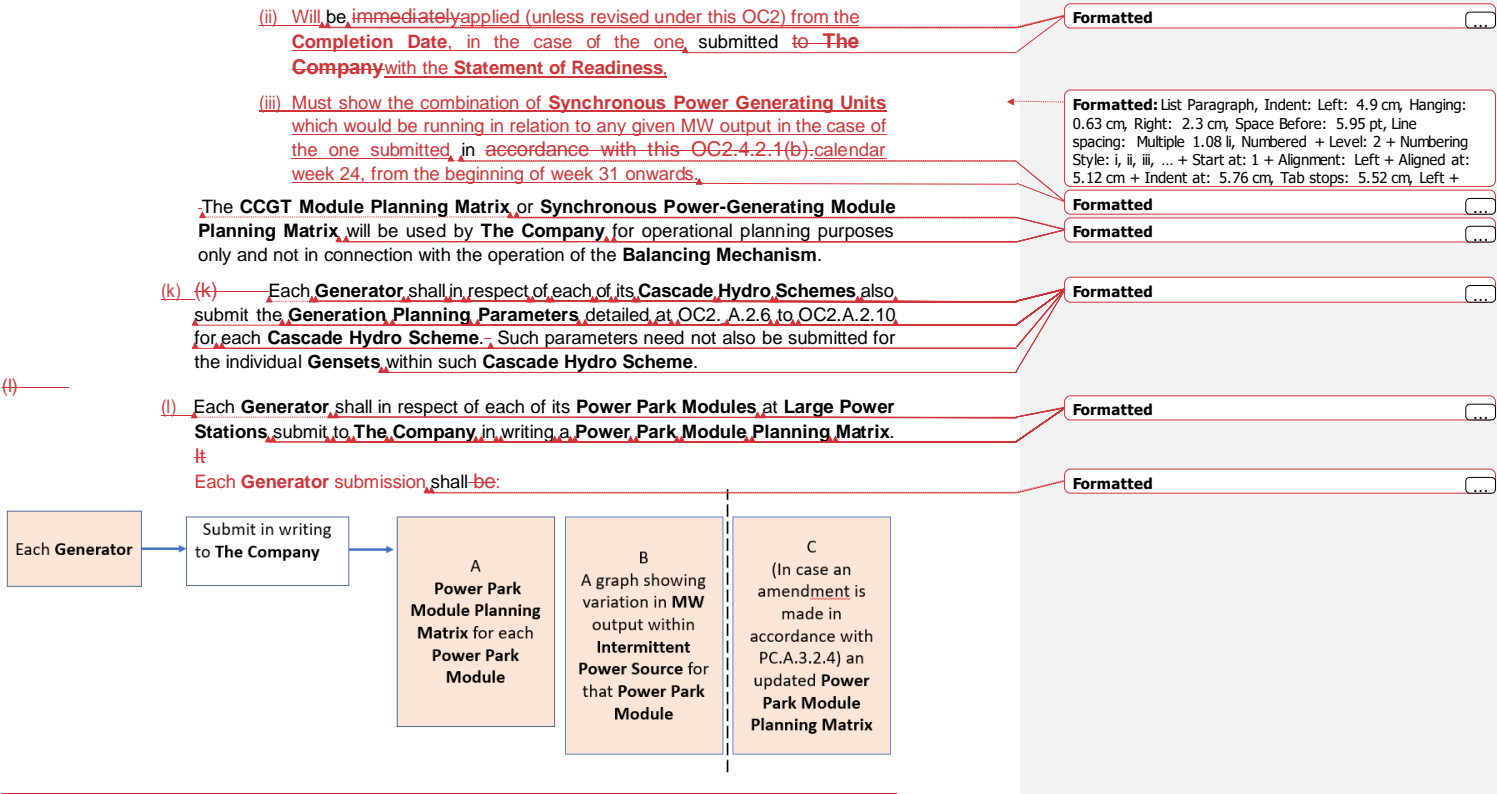 (ii) Will be immediatelyapplied (unless revised under this OC2) from the
Completion Date, in the case of the one submitted to The
Companywith the Statement of Readiness,
(iii) Must show the combination of Synchronous Power Generating Units
which would be running in relation to any given MW output in the case of
the one submitted in accordance with this OC2.4.2.1(b).calendar
week 24, from the beginning of week 31 onwards.
-The CCGT Module Planning Matrix or Synchronous Power-Generating Module
Planning Matrix will be used by The Company for operational planning purposes
only and not in connection with the operation of the Balancing Mechanism.
(k) (k) Each Generator shall in respect of each of its Cascade Hydro Schemes also
submit the Generation Planning Parameters detailed at OC2. A.2.6 to OC2.A.2.10
for each Cascade Hydro Scheme.- Such parameters need not also be submitted for
the individual Gensets within such Cascade Hydro Scheme.
(l)
(l) Each Generator shall in respect of each of its Power Park Modules at Large Power
Stations submit to The Company in writing a Power Park Module Planning Matrix.
It
Each Generator submission shall be:
Each Generator
Submit in writing
to The Company
A
Power Park
Module Planning
Matrix for each
Power Park
Module
B
A graph showing
variation in MW
output within
Intermittent
Power Source for
that Power Park
Module
C
(In case an
amendment is
made in
accordance with
PC.A.3.2.4) an
updated Power
Park Module
Planning Matrix
Formatted
...
Formatted: List Paragraph, Indent: Left: 4.9 cm, Hanging:
0.63 cm, Right: 2.3 cm, Space Before: 5.95 pt, Line
spacing: Multiple 1.08 li, Numbered + Level: 2 + Numbering
Style: i, ii, iii, … + Start at: 1 + Alignment: Left + Aligned at:
5.12 cm + Indent at: 5.76 cm, Tab stops: 5.52 cm, Left +
Formatted
...
Formatted
...
Formatted
...
Formatted
...
Formatted
...